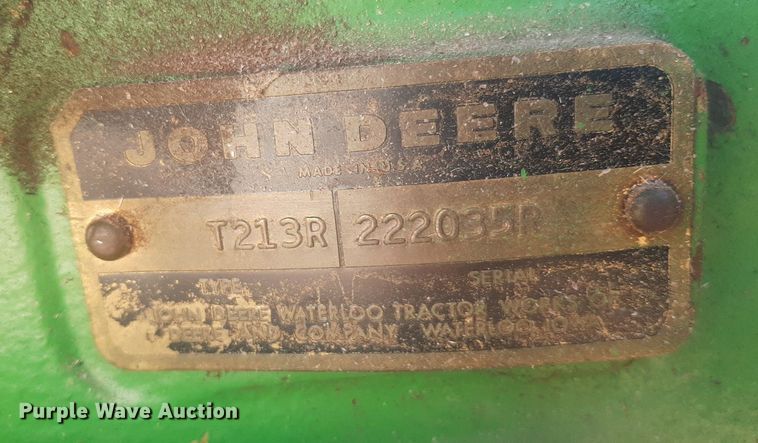 JOHN DEERE
MADE IN U.S.A.
T213R 222035R
TYPE SERIAL
JOHN DEERE WATERLOO TRACTOR WORKS OF
DEERE AND COMPANY WATERLOO, IOWA
Purple Wave Auction